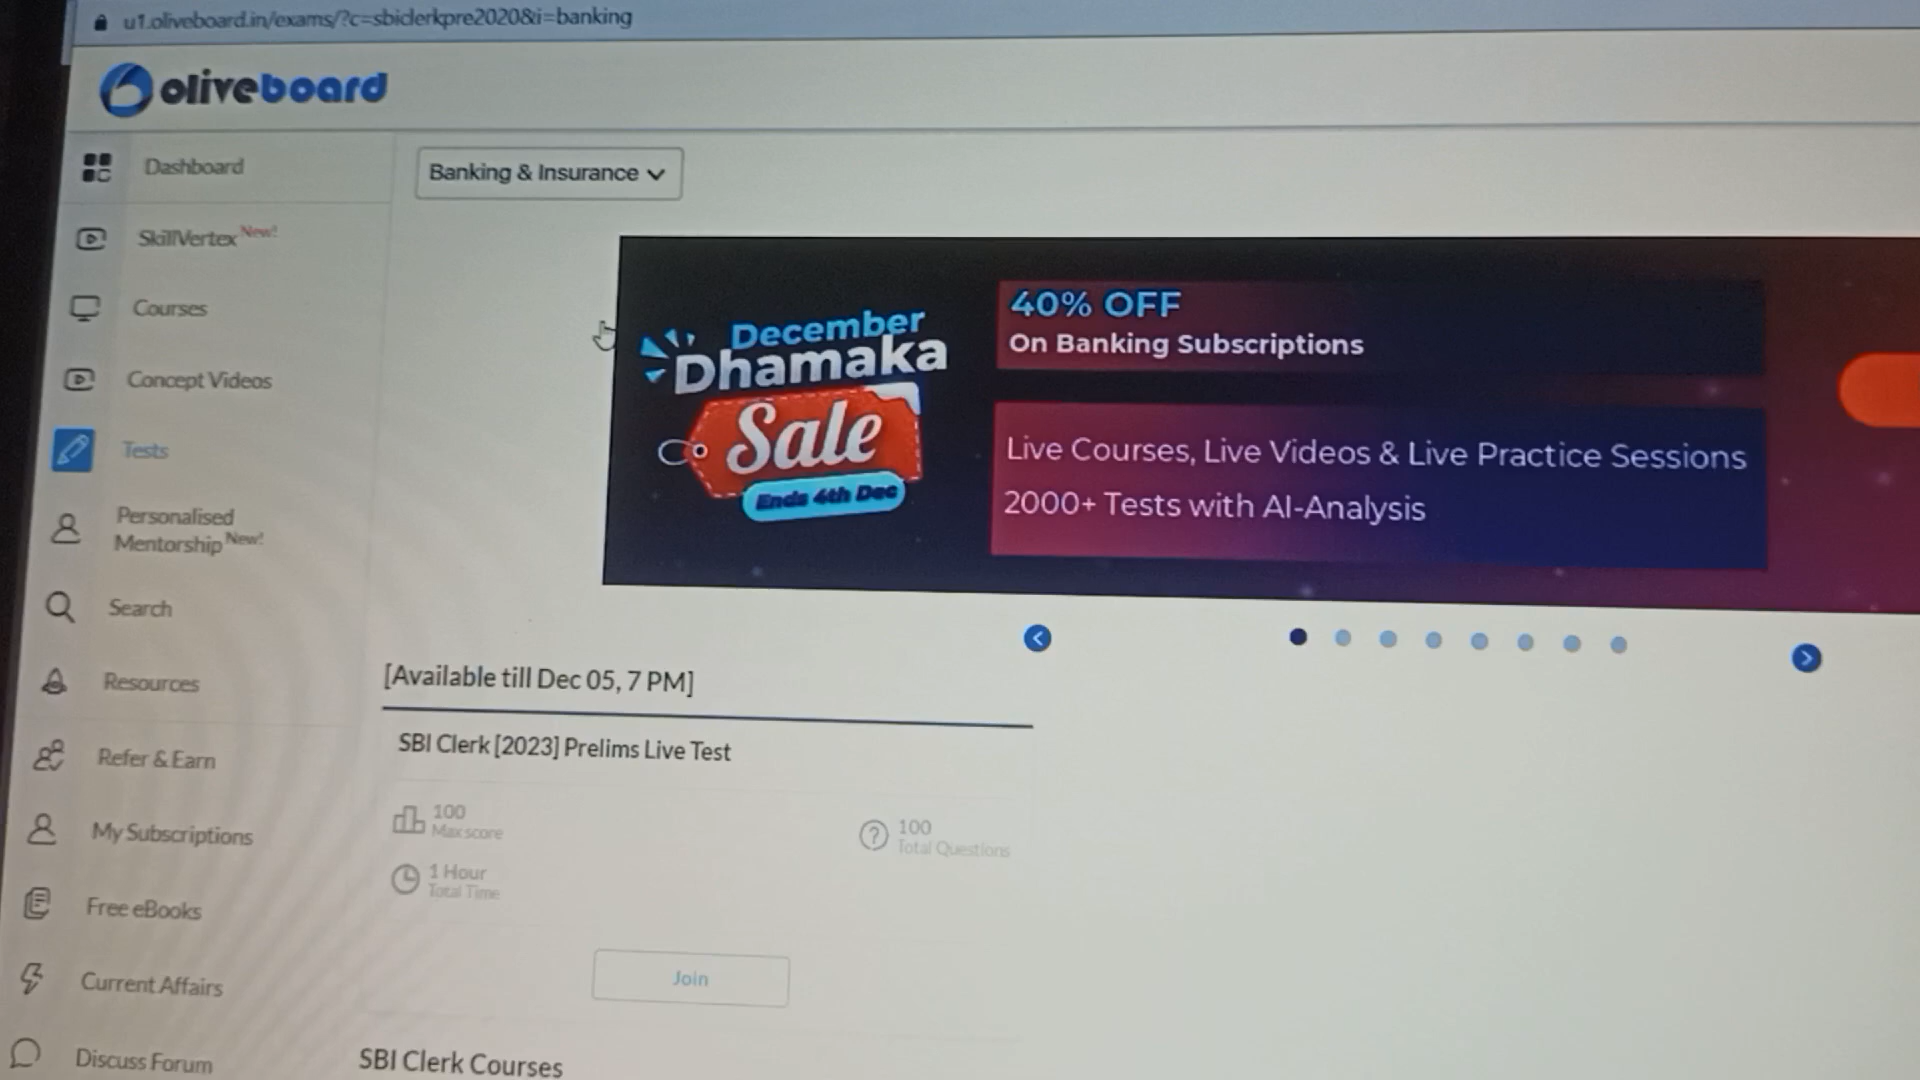 u1.oliveboard.in/exams/?c=sbiclerkpre2020&i=banking
oliveboard
Dashboard
Banking & Insurance
SkillVertex New!
Courses
Concept Videos
Tests
Personalised
Mentorship New!
Search
Resources
Refer & Earn
My Subscriptions
Free eBooks
Current Affairs
Discuss Forum
December
Dhamaka
Sale
Ends 4th Dec
40% OFF
On Banking Subscriptions
Live Courses, Live Videos & Live Practice Sessions
2000+ Tests with AI-Analysis
[Available till Dec 05, 7 PM]
SBI Clerk [2023] Prelims Live Test
100
Max score
100
Total Questions
1 Hour
Total Time
Join
SBI Clerk Courses